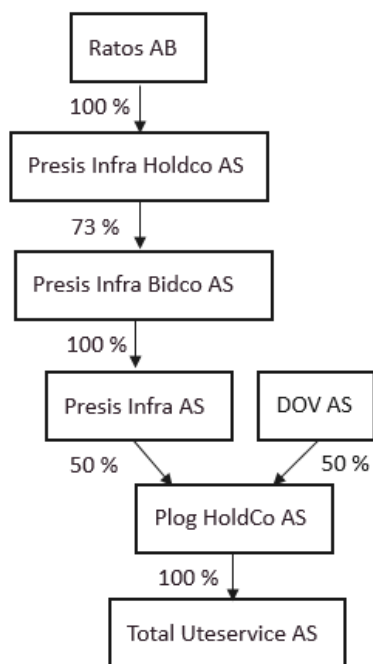 Ratos AB
100 %
Presis Infra Holdco AS
73 %
Presis Infra Bidco AS
100 %
Presis Infra AS
DOV AS
50 %
50 %
Plog HoldCo AS
100 %
Total Uteservice AS